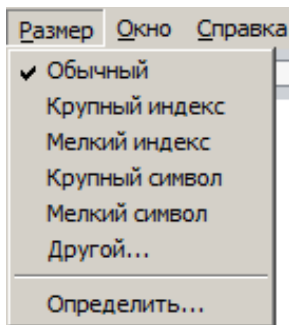 Размер Окно Справка
Обычный
Крупный индекс
Мелкий индекс
Крупный символ
Мелкий символ
Другой...
Определить...